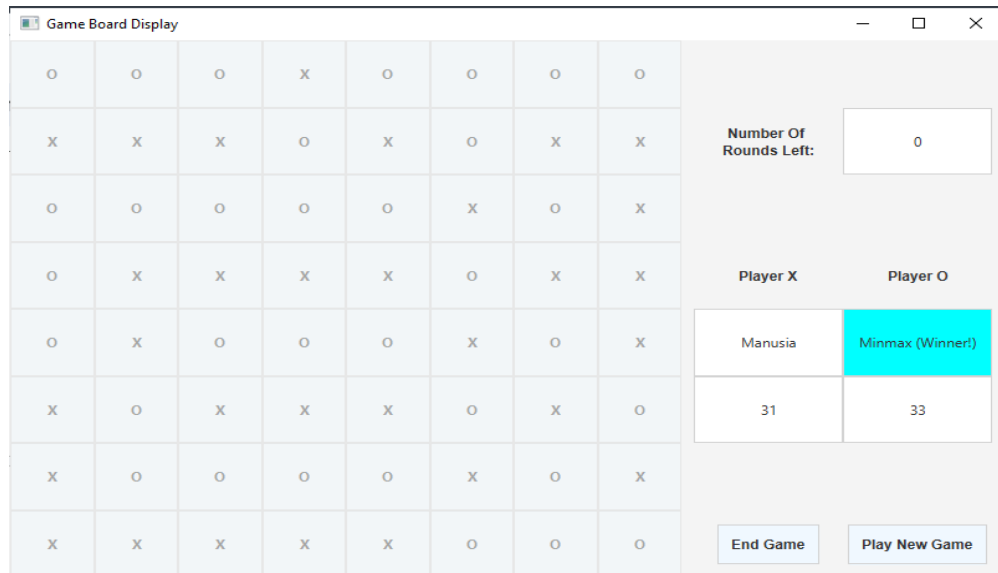 Game Board Display
O O O X O O O O
X X X O X O X X
O O O O O X O X
O X X X X O X X
O X O O O X O X
X O X X X O X O
X O O O O X O X
X X X X X O O O
Number Of
Rounds Left:
0
Player X Player O
Manusia Minmax (Winner!)
31 33
End Game Play New Game